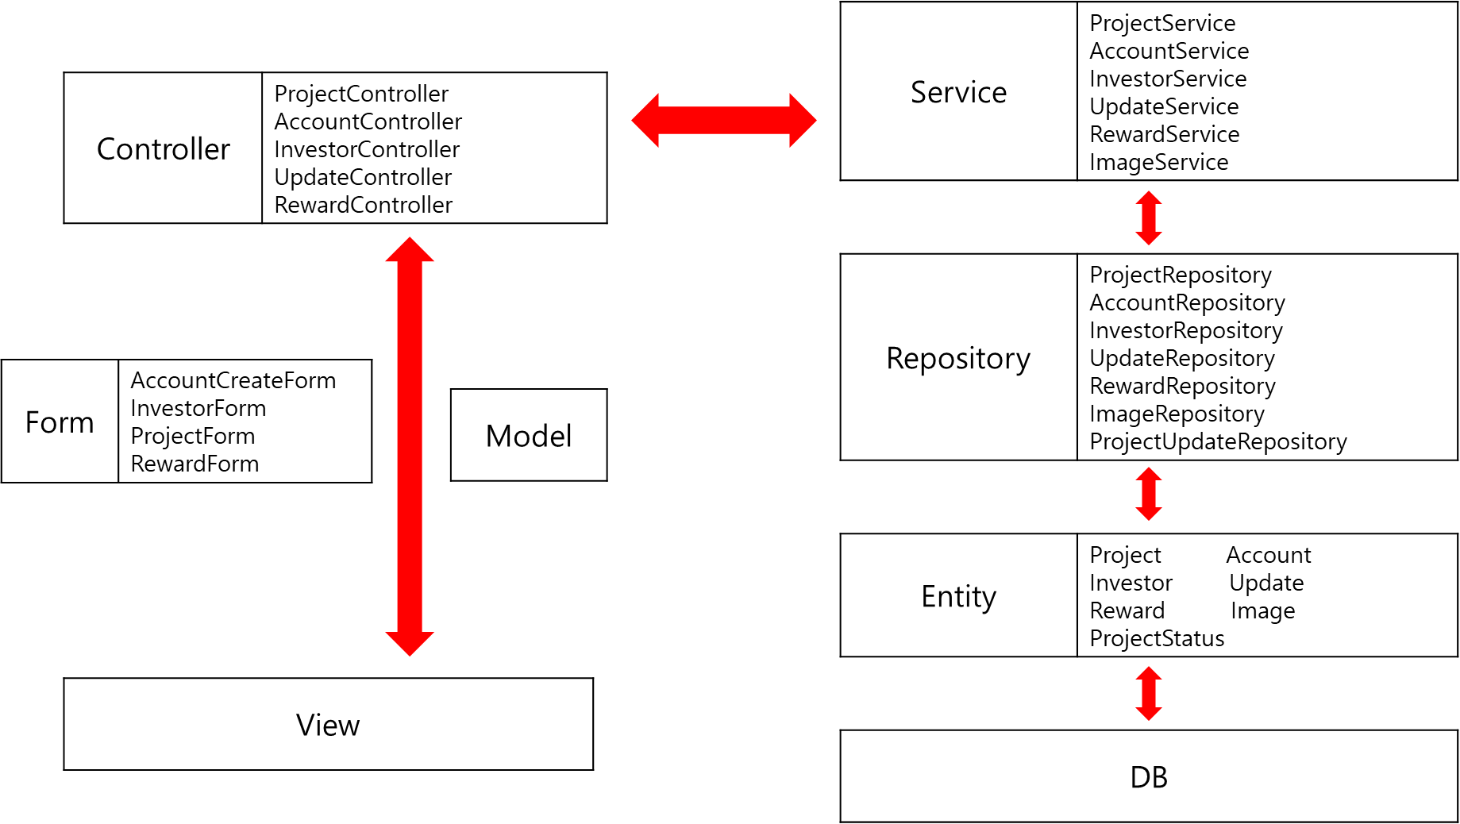 Controller
ProjectController
AccountController
InvestorController
UpdateController
RewardController
Service
ProjectService
AccountService
InvestorService
UpdateService
RewardService
ImageService
Form
AccountCreateForm
InvestorForm
ProjectForm
RewardForm
Model
Repository
ProjectRepository
AccountRepository
InvestorRepository
UpdateRepository
RewardRepository
ImageRepository
ProjectUpdateRepository
Entity
Project Account
Investor Update
Reward Image
ProjectStatus
View
DB